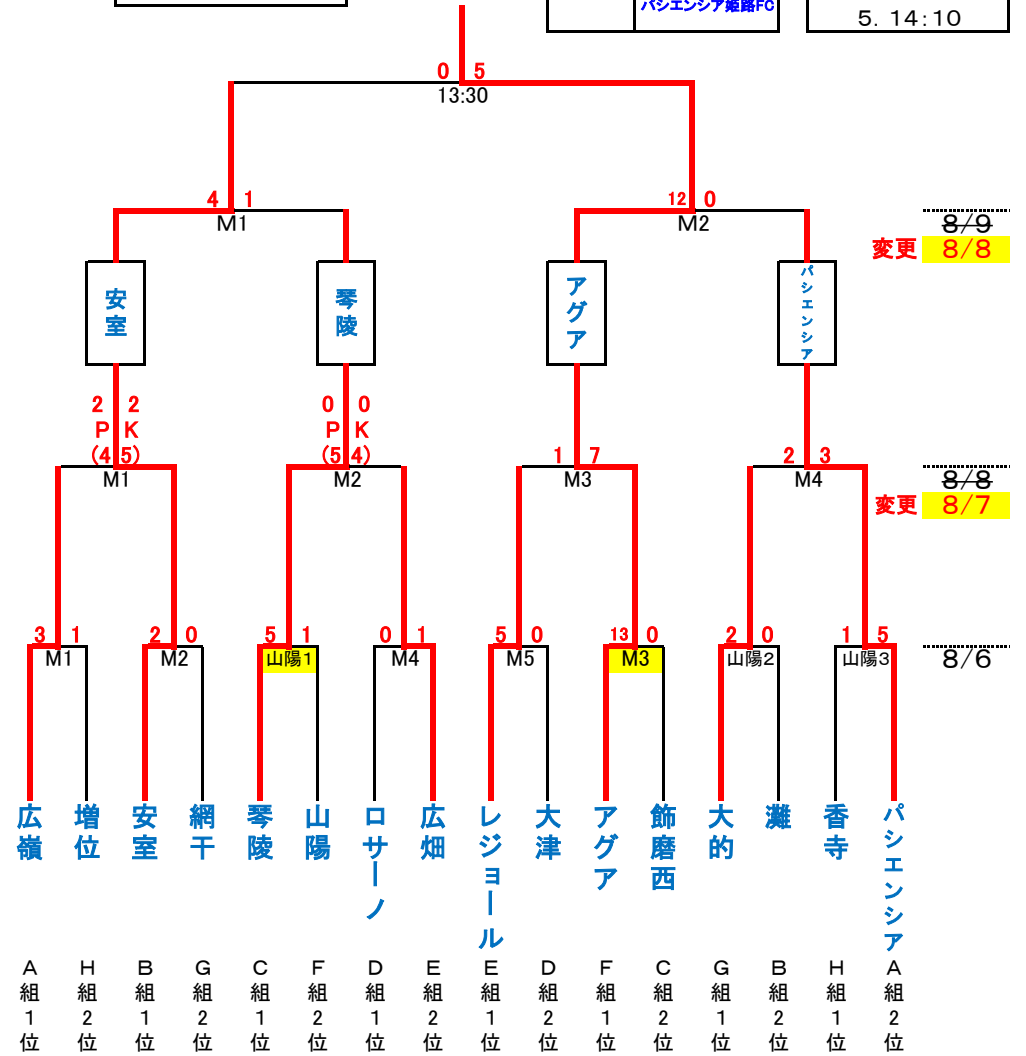 パシエンシア姫路FC
5. 14:10
0 5
13:30
4 1
M1
12 0
M2
8/9
変更 8/8
安室
琴陵
アグア
パシエンシア
2 2
PK
(4 5)
M1
0 0
PK
(5 4)
M2
1 7
M3
2 3
M4
8/8
変更 8/7
3 1
M1
2 0
M2
5 1
山陽1
0 1
M4
5 0
M5
13 0
M3
2 0
山陽2
1 5
山陽3
8/6
広嶺
増位
安室
網干
琴陵
山陽
ロサーノ
広畑
レジョール
大津
アグア
飾磨西
大的
灘
香寺
パシエンシア
A組1位
H組2位
B組1位
G組2位
C組1位
F組2位
D組1位
E組2位
E組1位
D組2位
F組1位
C組2位
G組1位
B組2位
H組1位
A組2位